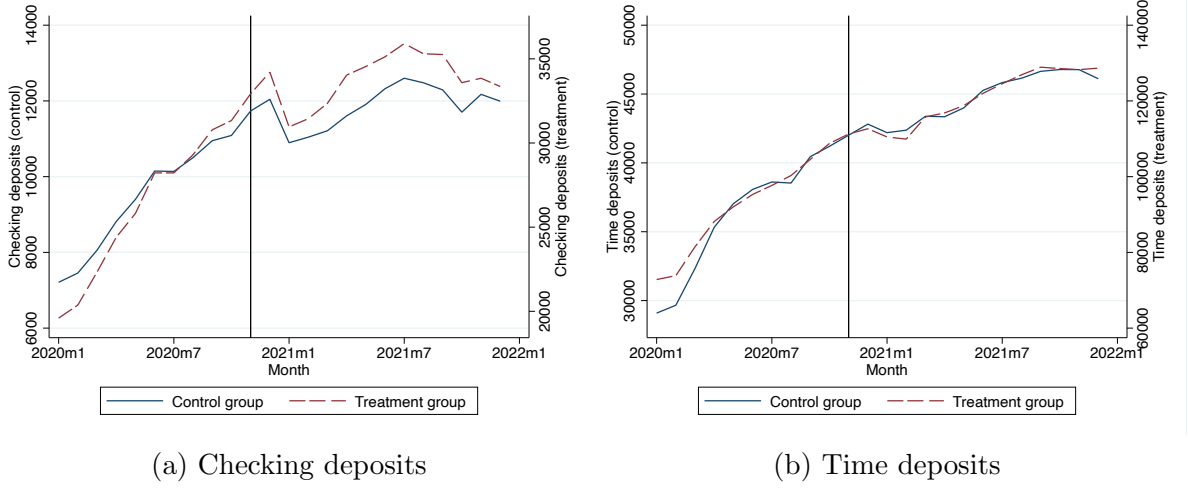 Checking deposits (control)
14000
12000
10000
8000
6000
35000
30000
25000
20000
Checking deposits (treatment)
2020m1 2020m7 2021m1 2021m7 2022m1
Month
Control group Treatment group
(a) Checking deposits
Time deposits (control)
50000
45000
40000
35000
30000
140000
120000
100000
80000
60000
Time deposits (treatment)
2020m1 2020m7 2021m1 2021m7 2022m1
Month
Control group Treatment group
(b) Time deposits